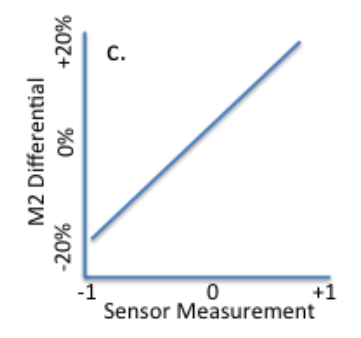 C.
M2 Differential
+20%
0%
-20%
-1
0
+1
Sensor Measurement